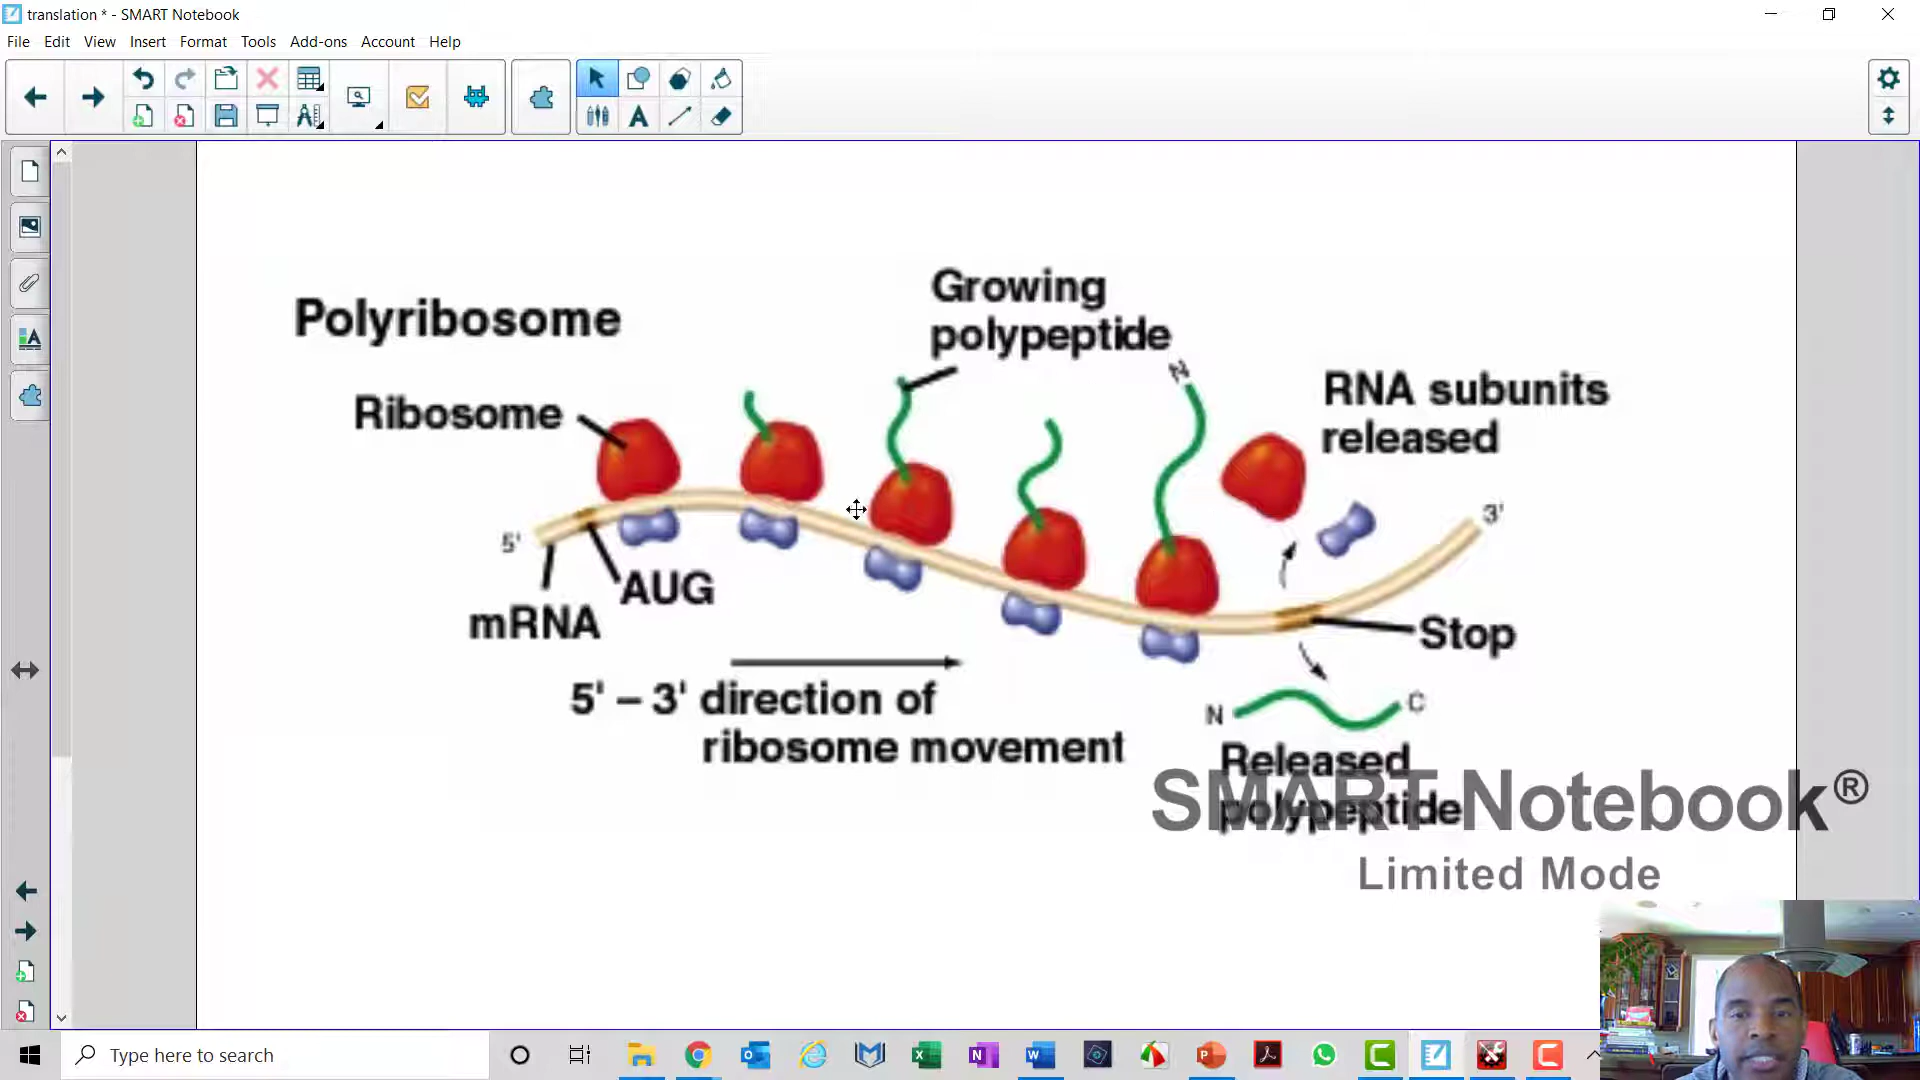 translation * - SMART Notebook
File Edit View Insert Format Tools Add-ons Account Help
Growing
polypeptide
Polyribosome
N
RNA subunits
released
Ribosome
3'
5'
AUG
mRNA
Stop
5' – 3' direction of
ribosome movement
N C
Released
polypeptide
SMART Notebook®
Limited Mode
Type here to search